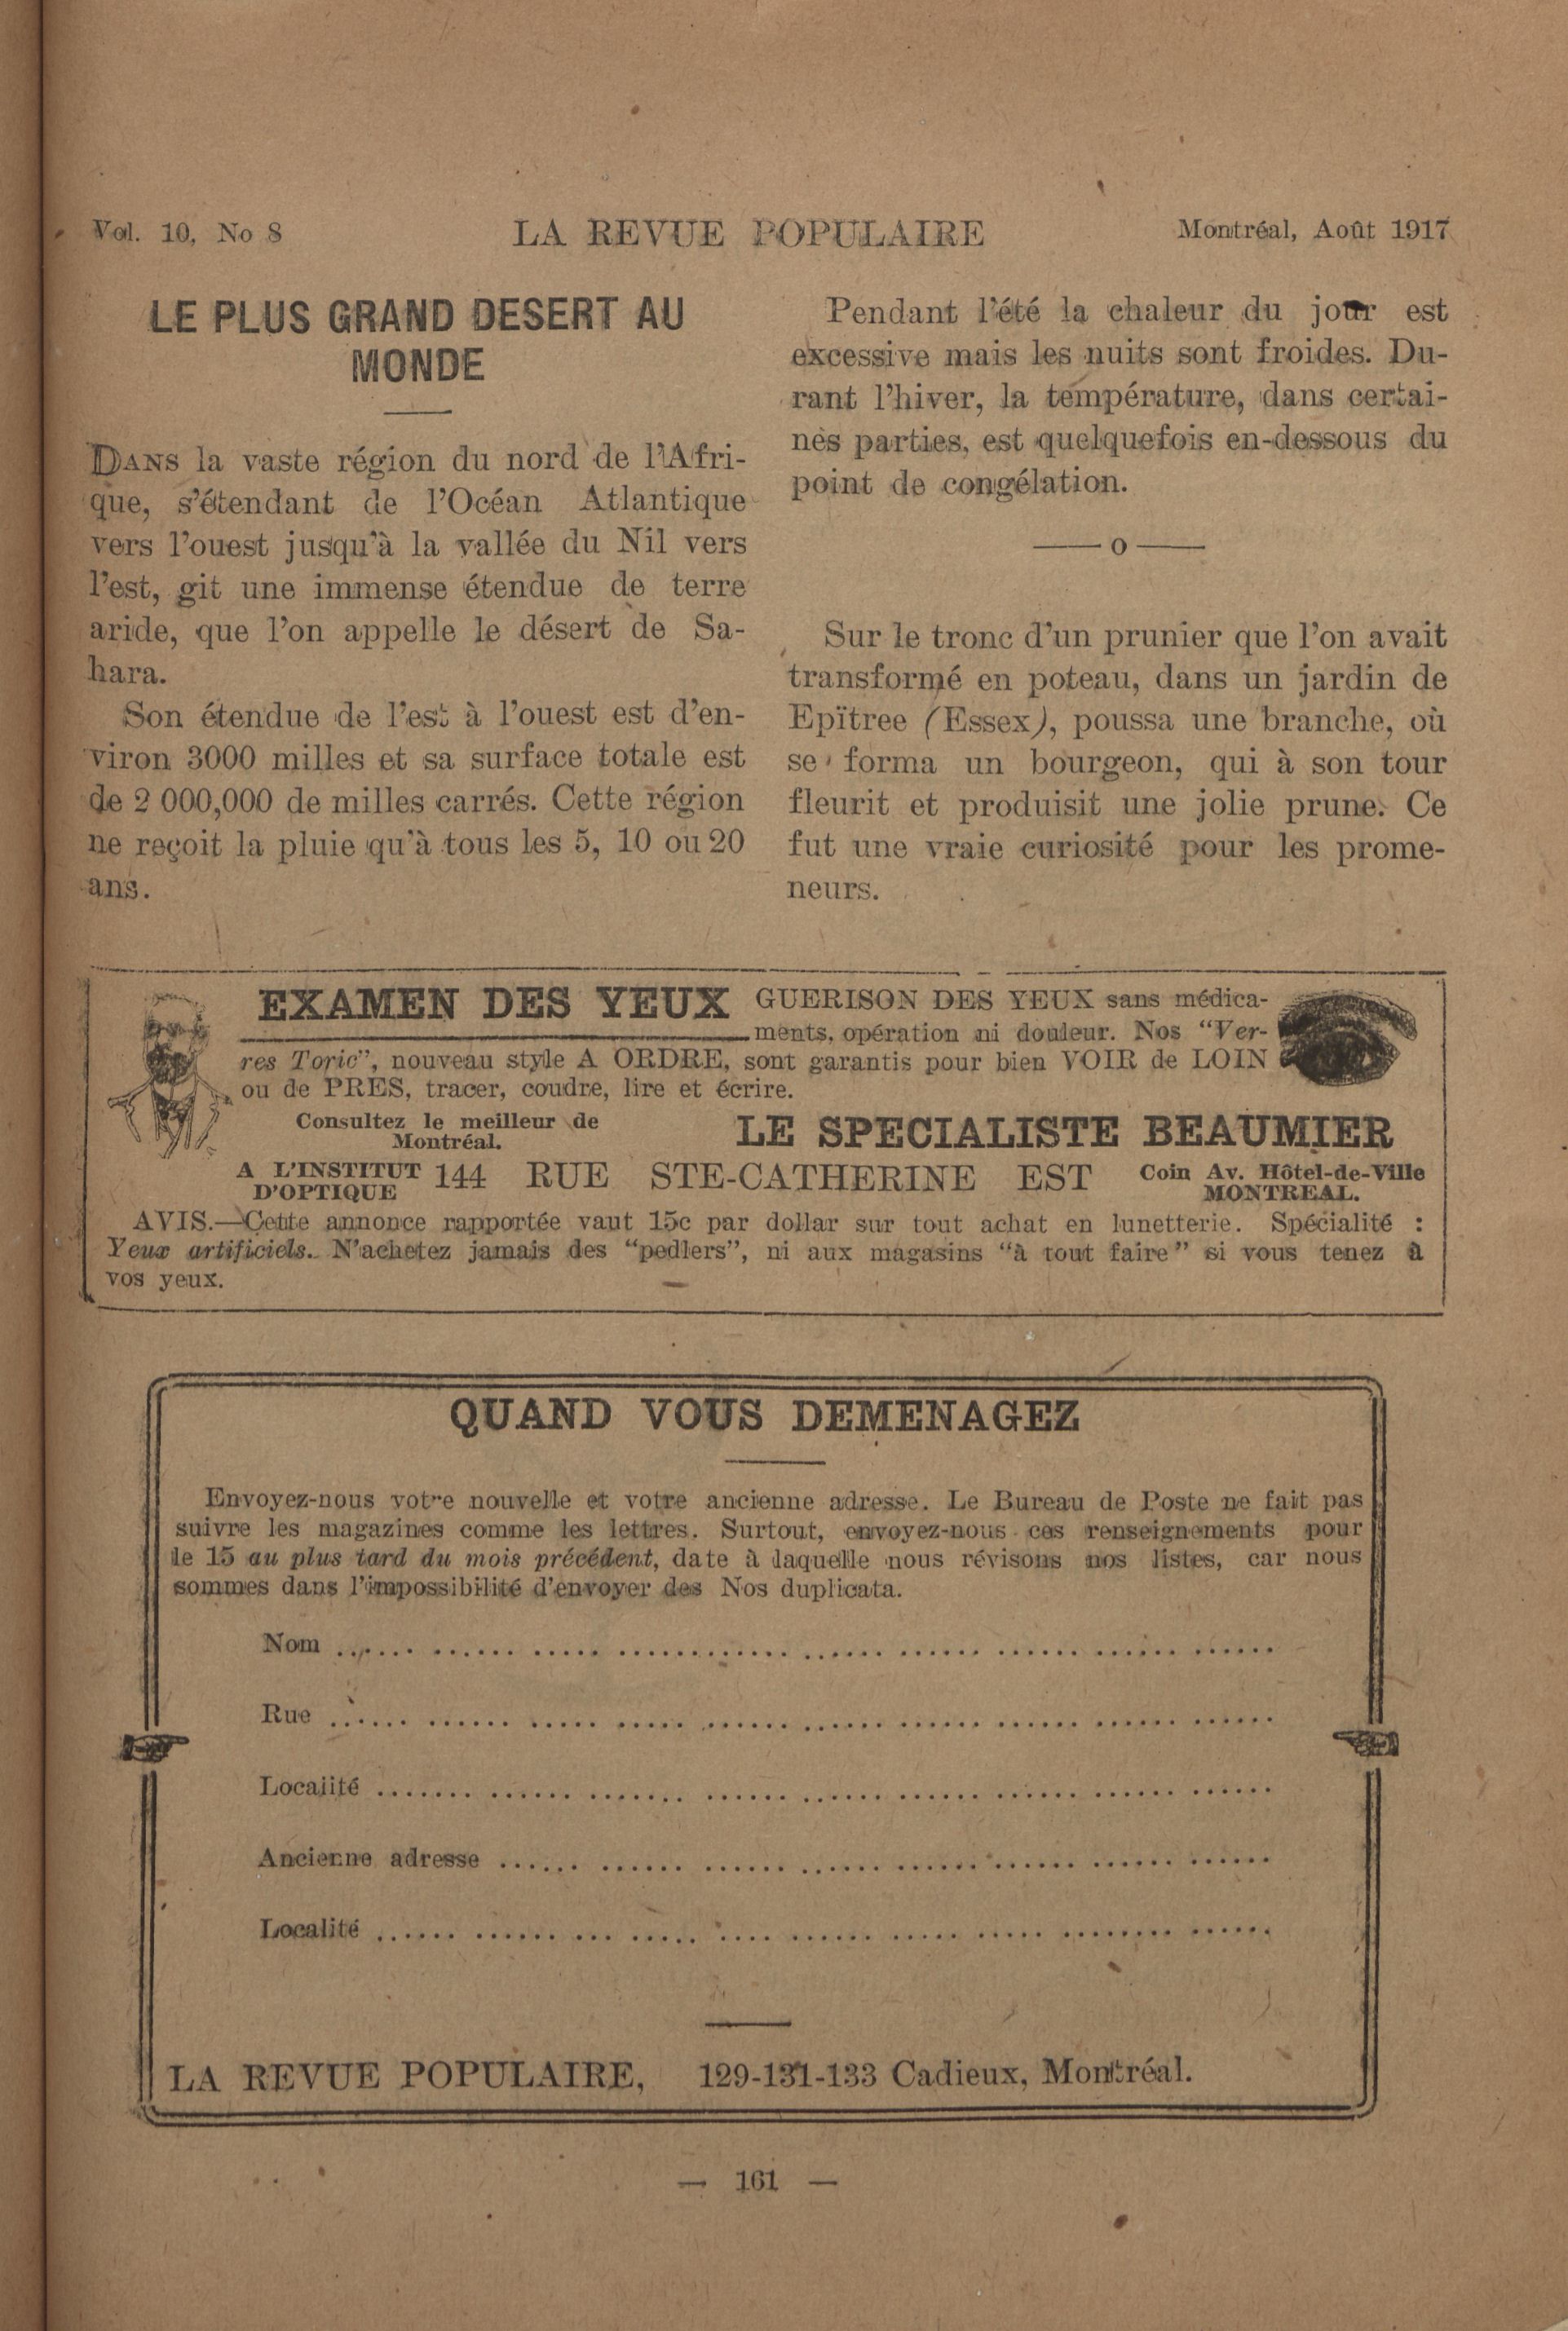 Vol. 10, No 8
LA REVUE POPULAIRE
Montréal, Août 1917
LE PLUS GRAND DESERT AU
MONDE
DANS la vaste région du nord de l'Afri-
que, s'étendant de l'Océan Atlantique
vers l'ouest jusqu'à la vallée du Nil vers
l'est, git une immense étendue de terre
aride, que l'on appelle le désert de Sa-
hara.
Son étendue de l'est à l'ouest est d'en-
viron 3000 milles et sa surface totale est
de 2 000,000 de milles carrés. Cette région
ne reçoit la pluie qu'à tous les 5, 10 ou 20
ans.
Pendant l'été la chaleur du jour est
excessive mais les nuits sont froides. Du-
rant l'hiver, la température, dans certai-
nes parties, est quelquefois en-dessous du
point de congélation.
— o —
Sur le tronc d'un prunier que l'on avait
transformé en poteau, dans un jardin de
Epïtree (Essex), poussa une branche, où
se forma un bourgeon, qui à son tour
fleurit et produisit une jolie prune. Ce
fut une vraie curiosité pour les prome-
neurs.
EXAMEN DES YEUX GUERISON DES YEUX sans médica-
ments, opération ni douleur. Nos "Ver-
res Toric", nouveau style A ORDRE, sont garantis pour bien VOIR de LOIN
ou de PRES, tracer, coudre, lire et écrire.
Consultez le meilleur de
Montréal.
LE SPECIALISTE BEAUMIER
A L'INSTITUT
D'OPTIQUE
144 RUE STE-CATHERINE EST
Coin Av. Hôtel-de-Ville
MONTREAL.
AVIS.—Cette annonce rapportée vaut 15c par dollar sur tout achat en lunetterie. Spécialité :
Yeux artificiels. N'achetez jamais des "pedlers", ni aux magasins "à tout faire" si vous tenez à
vos yeux.
QUAND VOUS DEMENAGEZ
Envoyez-nous votre nouvelle et votre ancienne adresse. Le Bureau de Poste ne fait pas
suivre les magazines comme les lettres. Surtout, envoyez-nous ces renseignements pour
le 15 au plus tard du mois précédent, date à laquelle nous révisons nos listes, car nous
sommes dans l'impossibilité d'envoyer des Nos duplicata.
Nom ...... ...... ..... ............ ...... ...... ...... ...... ......
Rue ...... ...... ..... ..... ...... ...... ...... ...... ...... ......
Localité ....... ...... ....... ...... ...... ...... ...... ...... ......
Ancienne adresse ...... ...... ...... ...... ...... ...... ...... ......
Localité ...... ...... ... ..... .... ...... ..... ..... ........ ......
LA REVUE POPULAIRE, 129-131-133 Cadieux, Montréal.
— 161 —